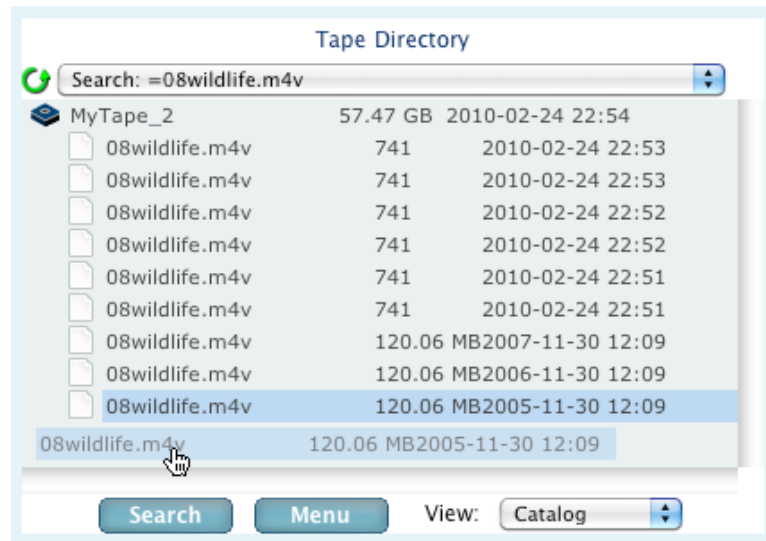 Tape Directory
Search: =08wildlife.m4v
MyTape_2 57.47 GB 2010-02-24 22:54
08wildlife.m4v 741 2010-02-24 22:53
08wildlife.m4v 741 2010-02-24 22:53
08wildlife.m4v 741 2010-02-24 22:52
08wildlife.m4v 741 2010-02-24 22:52
08wildlife.m4v 741 2010-02-24 22:51
08wildlife.m4v 741 2010-02-24 22:51
08wildlife.m4v 120.06 MB2007-11-30 12:09
08wildlife.m4v 120.06 MB2006-11-30 12:09
08wildlife.m4v 120.06 MB2005-11-30 12:09
08wildlife.m4v 120.06 MB2005-11-30 12:09
Search Menu View: Catalog